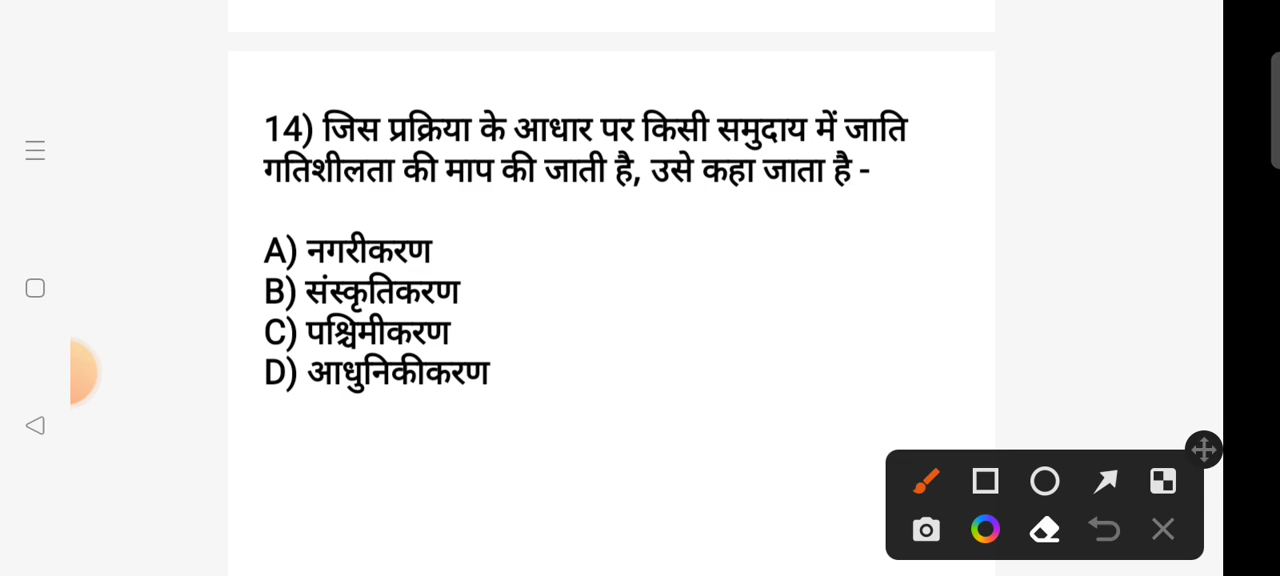 14) जिस प्रक्रिया के आधार पर किसी समुदाय में जाति
गतिशीलता की माप की जाती है, उसे कहा जाता है -
A) नगरीकरण
B) संस्कृतिकरण
C) पश्चिमीकरण
D) आधुनिकीकरण